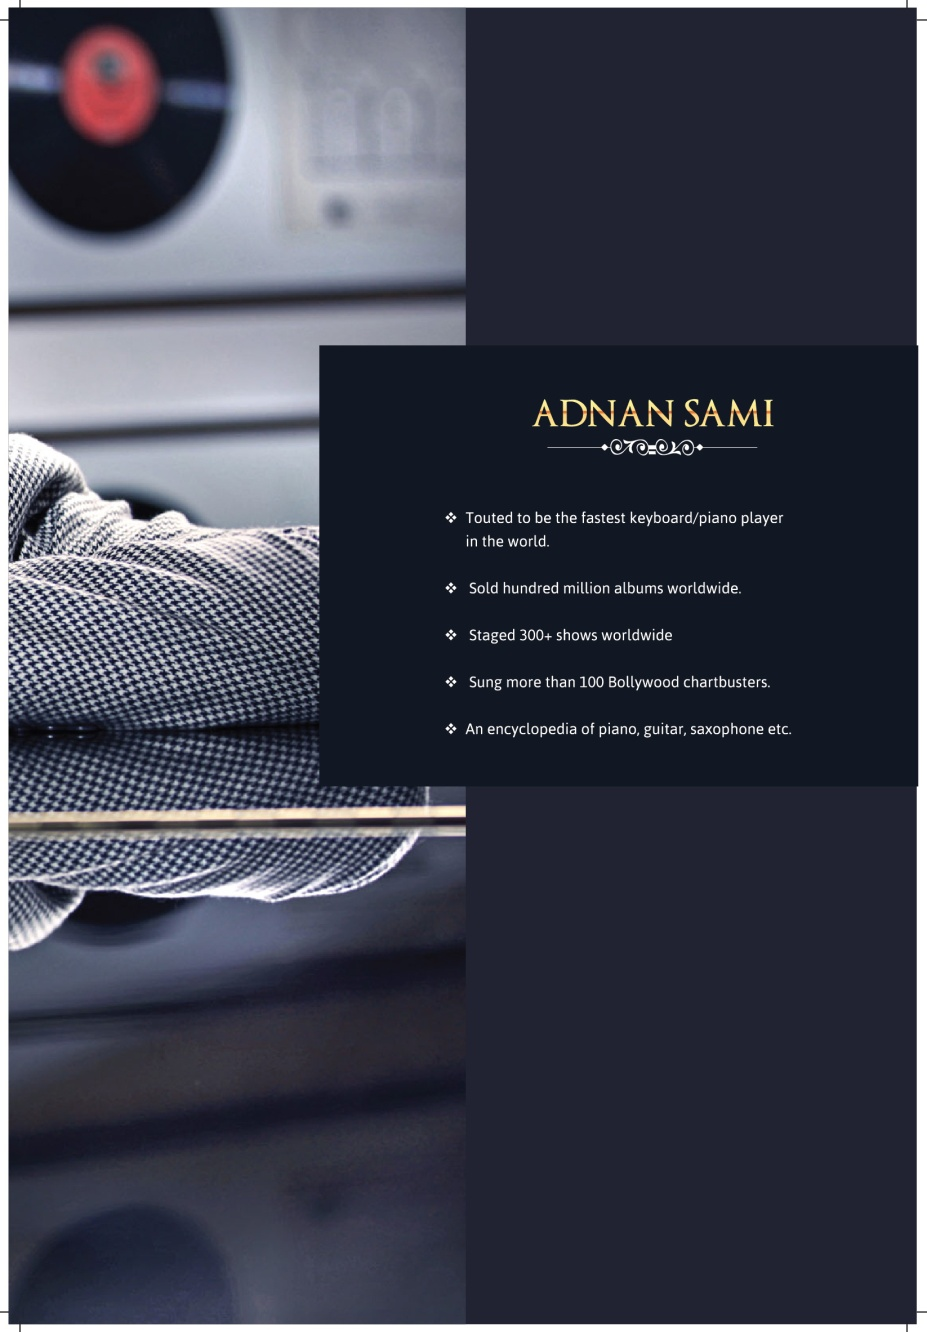 ADNAN SAMI
❖ Touted to be the fastest keyboard/piano player
in the world.
❖ Sold hundred million albums worldwide.
❖ Staged 300+ shows worldwide
❖ Sung more than 100 Bollywood chartbusters.
❖ An encyclopedia of piano, guitar, saxophone etc.